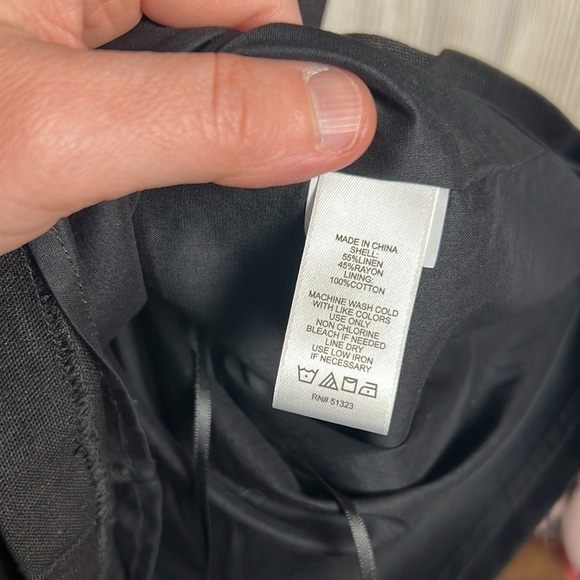 MADE IN CHINA
SHELL:
55%LINEN
45%RAYON
LINING:
100%COTTON
MACHINE WASH COLD
WITH LIKE COLORS
USE ONLY
NON CHLORINE
BLEACH IF NEEDED
LINE DRY
USE LOW IRON
IF NECESSARY
RN# 51323